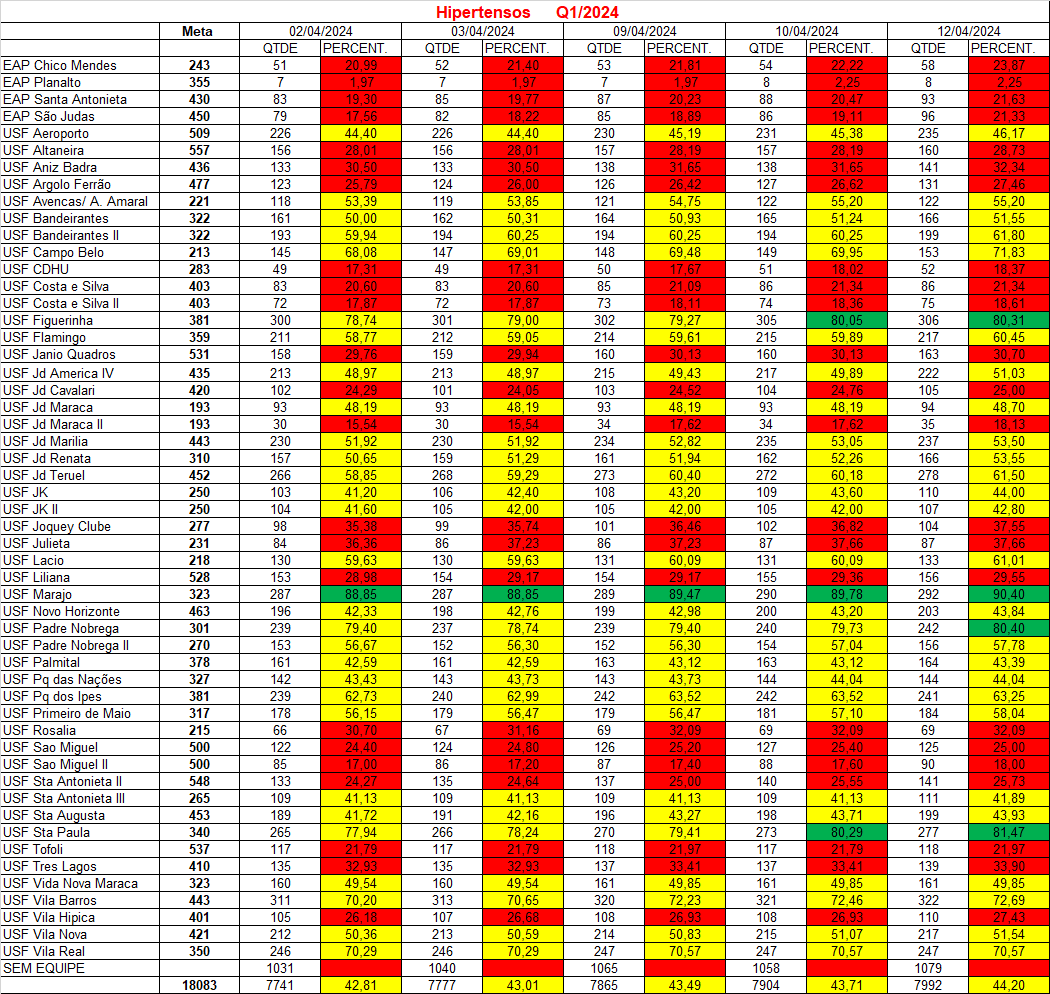 Hipertensos Q1/2024
Meta 02/04/2024 03/04/2024 09/04/2024 10/04/2024 12/04/2024
QTDE PERCENT. QTDE PERCENT. QTDE PERCENT. QTDE PERCENT. QTDE PERCENT.
EAP Chico Mendes 243 51 20,99 52 21,40 53 21,81 54 22,22 58 23,87
EAP Planalto 355 7 1,97 7 1,97 7 1,97 8 2,25 8 2,25
EAP Santa Antonieta 430 83 19,30 85 19,77 87 20,23 88 20,47 93 21,63
EAP São Judas 450 79 17,56 82 18,22 85 18,89 86 19,11 96 21,33
USF Aeroporto 509 226 44,40 226 44,40 230 45,19 231 45,38 235 46,17
USF Altaneira 557 156 28,01 156 28,01 157 28,19 157 28,19 160 28,73
USF Aniz Badra 436 133 30,50 133 30,50 138 31,65 138 31,65 141 32,34
USF Argolo Ferrão 477 123 25,79 124 26,00 126 26,42 127 26,62 131 27,46
USF Avencas/ A. Amaral 221 118 53,39 119 53,85 121 54,75 122 55,20 122 55,20
USF Bandeirantes 322 161 50,00 162 50,31 164 50,93 165 51,24 166 51,55
USF Bandeirantes II 322 193 59,94 194 60,25 194 60,25 194 60,25 199 61,80
USF Campo Belo 213 145 68,08 147 69,01 148 69,48 149 69,95 153 71,83
USF CDHU 283 49 17,31 49 17,31 50 17,67 51 18,02 52 18,37
USF Costa e Silva 403 83 20,60 83 20,60 85 21,09 86 21,34 86 21,34
USF Costa e Silva II 403 72 17,87 72 17,87 73 18,11 74 18,36 75 18,61
USF Figuerinha 381 300 78,74 301 79,00 302 79,27 305 80,05 306 80,31
USF Flamingo 359 211 58,77 212 59,05 214 59,61 215 59,89 217 60,45
USF Janio Quadros 531 158 29,76 159 29,94 160 30,13 160 30,13 163 30,70
USF Jd America IV 435 213 48,97 213 48,97 215 49,43 217 49,89 222 51,03
USF Jd Cavalari 420 102 24,29 101 24,05 103 24,52 104 24,76 105 25,00
USF Jd Maraca 193 93 48,19 93 48,19 93 48,19 93 48,19 94 48,70
USF Jd Maraca II 193 30 15,54 30 15,54 34 17,62 34 17,62 35 18,13
USF Jd Marilia 443 230 51,92 230 51,92 234 52,82 235 53,05 237 53,50
USF Jd Renata 310 157 50,65 159 51,29 161 51,94 162 52,26 166 53,55
USF Jd Teruel 452 266 58,85 268 59,29 273 60,40 272 60,18 278 61,50
USF JK 250 103 41,20 106 42,40 108 43,20 109 43,60 110 44,00
USF JK II 250 104 41,60 105 42,00 105 42,00 105 42,00 107 42,80
USF Joquey Clube 277 98 35,38 99 35,74 101 36,46 102 36,82 104 37,55
USF Julieta 231 84 36,36 86 37,23 86 37,23 87 37,66 87 37,66
USF Lacio 218 130 59,63 130 59,63 131 60,09 131 60,09 133 61,01
USF Liliana 528 153 28,98 154 29,17 154 29,17 155 29,36 156 29,55
USF Marajo 323 287 88,85 287 88,85 289 89,47 290 89,78 292 90,40
USF Novo Horizonte 463 196 42,33 198 42,76 199 42,98 200 43,20 203 43,84
USF Padre Nobrega 301 239 79,40 237 78,74 239 79,40 240 79,73 242 80,40
USF Padre Nobrega II 270 153 56,67 152 56,30 152 56,30 154 57,04 156 57,78
USF Palmital 378 161 42,59 161 42,59 163 43,12 163 43,12 164 43,39
USF Pq das Nações 327 142 43,43 143 43,73 143 43,73 144 44,04 144 44,04
USF Pq dos Ipes 381 239 62,73 240 62,99 242 63,52 242 63,52 241 63,25
USF Primeiro de Maio 317 178 56,15 179 56,47 179 56,47 181 57,10 184 58,04
USF Rosalia 215 66 30,70 67 31,16 69 32,09 69 32,09 69 32,09
USF Sao Miguel 500 122 24,40 124 24,80 126 25,20 127 25,40 125 25,00
USF Sao Miguel II 500 85 17,00 86 17,20 87 17,40 88 17,60 90 18,00
USF Sta Antonieta II 548 133 24,27 135 24,64 137 25,00 140 25,55 141 25,73
USF Sta Antonieta III 265 109 41,13 109 41,13 109 41,13 109 41,13 111 41,89
USF Sta Augusta 453 189 41,72 191 42,16 196 43,27 198 43,71 199 43,93
USF Sta Paula 340 265 77,94 266 78,24 270 79,41 273 80,29 277 81,47
USF Tofoli 537 117 21,79 117 21,79 118 21,97 117 21,79 118 21,97
USF Tres Lagos 410 135 32,93 135 32,93 137 33,41 137 33,41 139 33,90
USF Vida Nova Maraca 323 160 49,54 160 49,54 161 49,85 161 49,85 161 49,85
USF Vila Barros 443 311 70,20 313 70,65 320 72,23 321 72,46 322 72,69
USF Vila Hipica 401 105 26,18 107 26,68 108 26,93 108 26,93 110 27,43
USF Vila Nova 421 212 50,36 213 50,59 214 50,83 215 51,07 217 51,54
USF Vila Real 350 246 70,29 246 70,29 247 70,57 247 70,57 247 70,57
SEM EQUIPE 1031 1040 1065 1058 1079
18083 7741 42,81 7777 43,01 7865 43,49 7904 43,71 7992 44,20